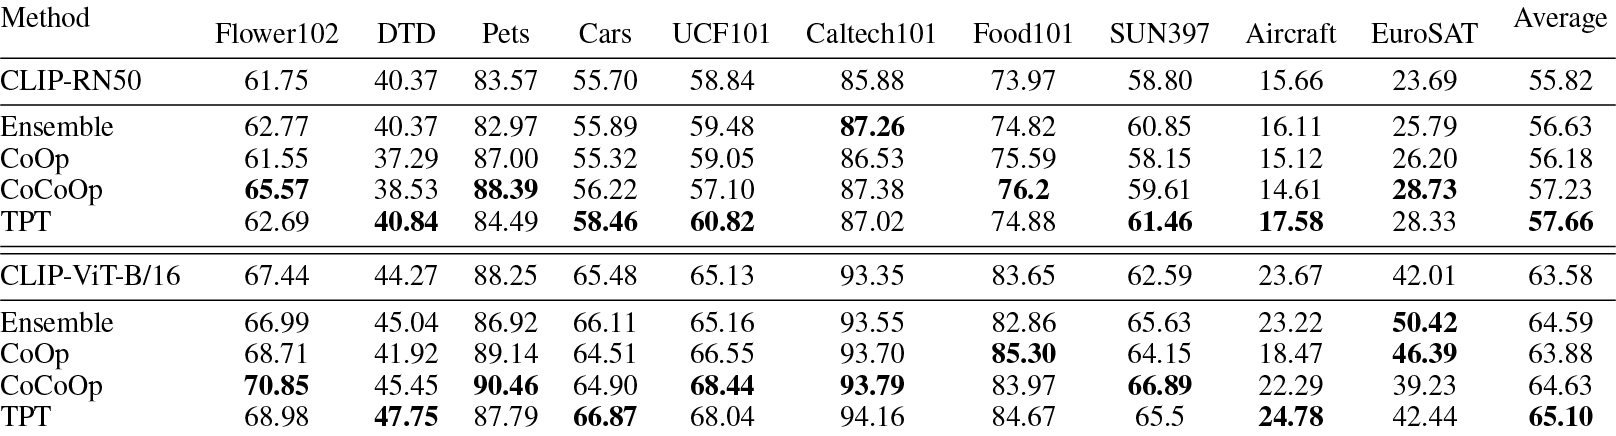 Method Flower102 DTD Pets Cars UCF101 Caltech101 Food101 SUN397 Aircraft EuroSAT Average
CLIP-RN50 61.75 40.37 83.57 55.70 58.84 85.88 73.97 58.80 15.66 23.69 55.82
Ensemble 62.77 40.37 82.97 55.89 59.48 87.26 74.82 60.85 16.11 25.79 56.63
CoOp 61.55 37.29 87.00 55.32 59.05 86.53 75.59 58.15 15.12 26.20 56.18
CoCoOp 65.57 38.53 88.39 56.22 57.10 87.38 76.2 59.61 14.61 28.73 57.23
TPT 62.69 40.84 84.49 58.46 60.82 87.02 74.88 61.46 17.58 28.33 57.66
CLIP-ViT-B/16 67.44 44.27 88.25 65.48 65.13 93.35 83.65 62.59 23.67 42.01 63.58
Ensemble 66.99 45.04 86.92 66.11 65.16 93.55 82.86 65.63 23.22 50.42 64.59
CoOp 68.71 41.92 89.14 64.51 66.55 93.70 85.30 64.15 18.47 46.39 63.88
CoCoOp 70.85 45.45 90.46 64.90 68.44 93.79 83.97 66.89 22.29 39.23 64.63
TPT 68.98 47.75 87.79 66.87 68.04 94.16 84.67 65.5 24.78 42.44 65.10